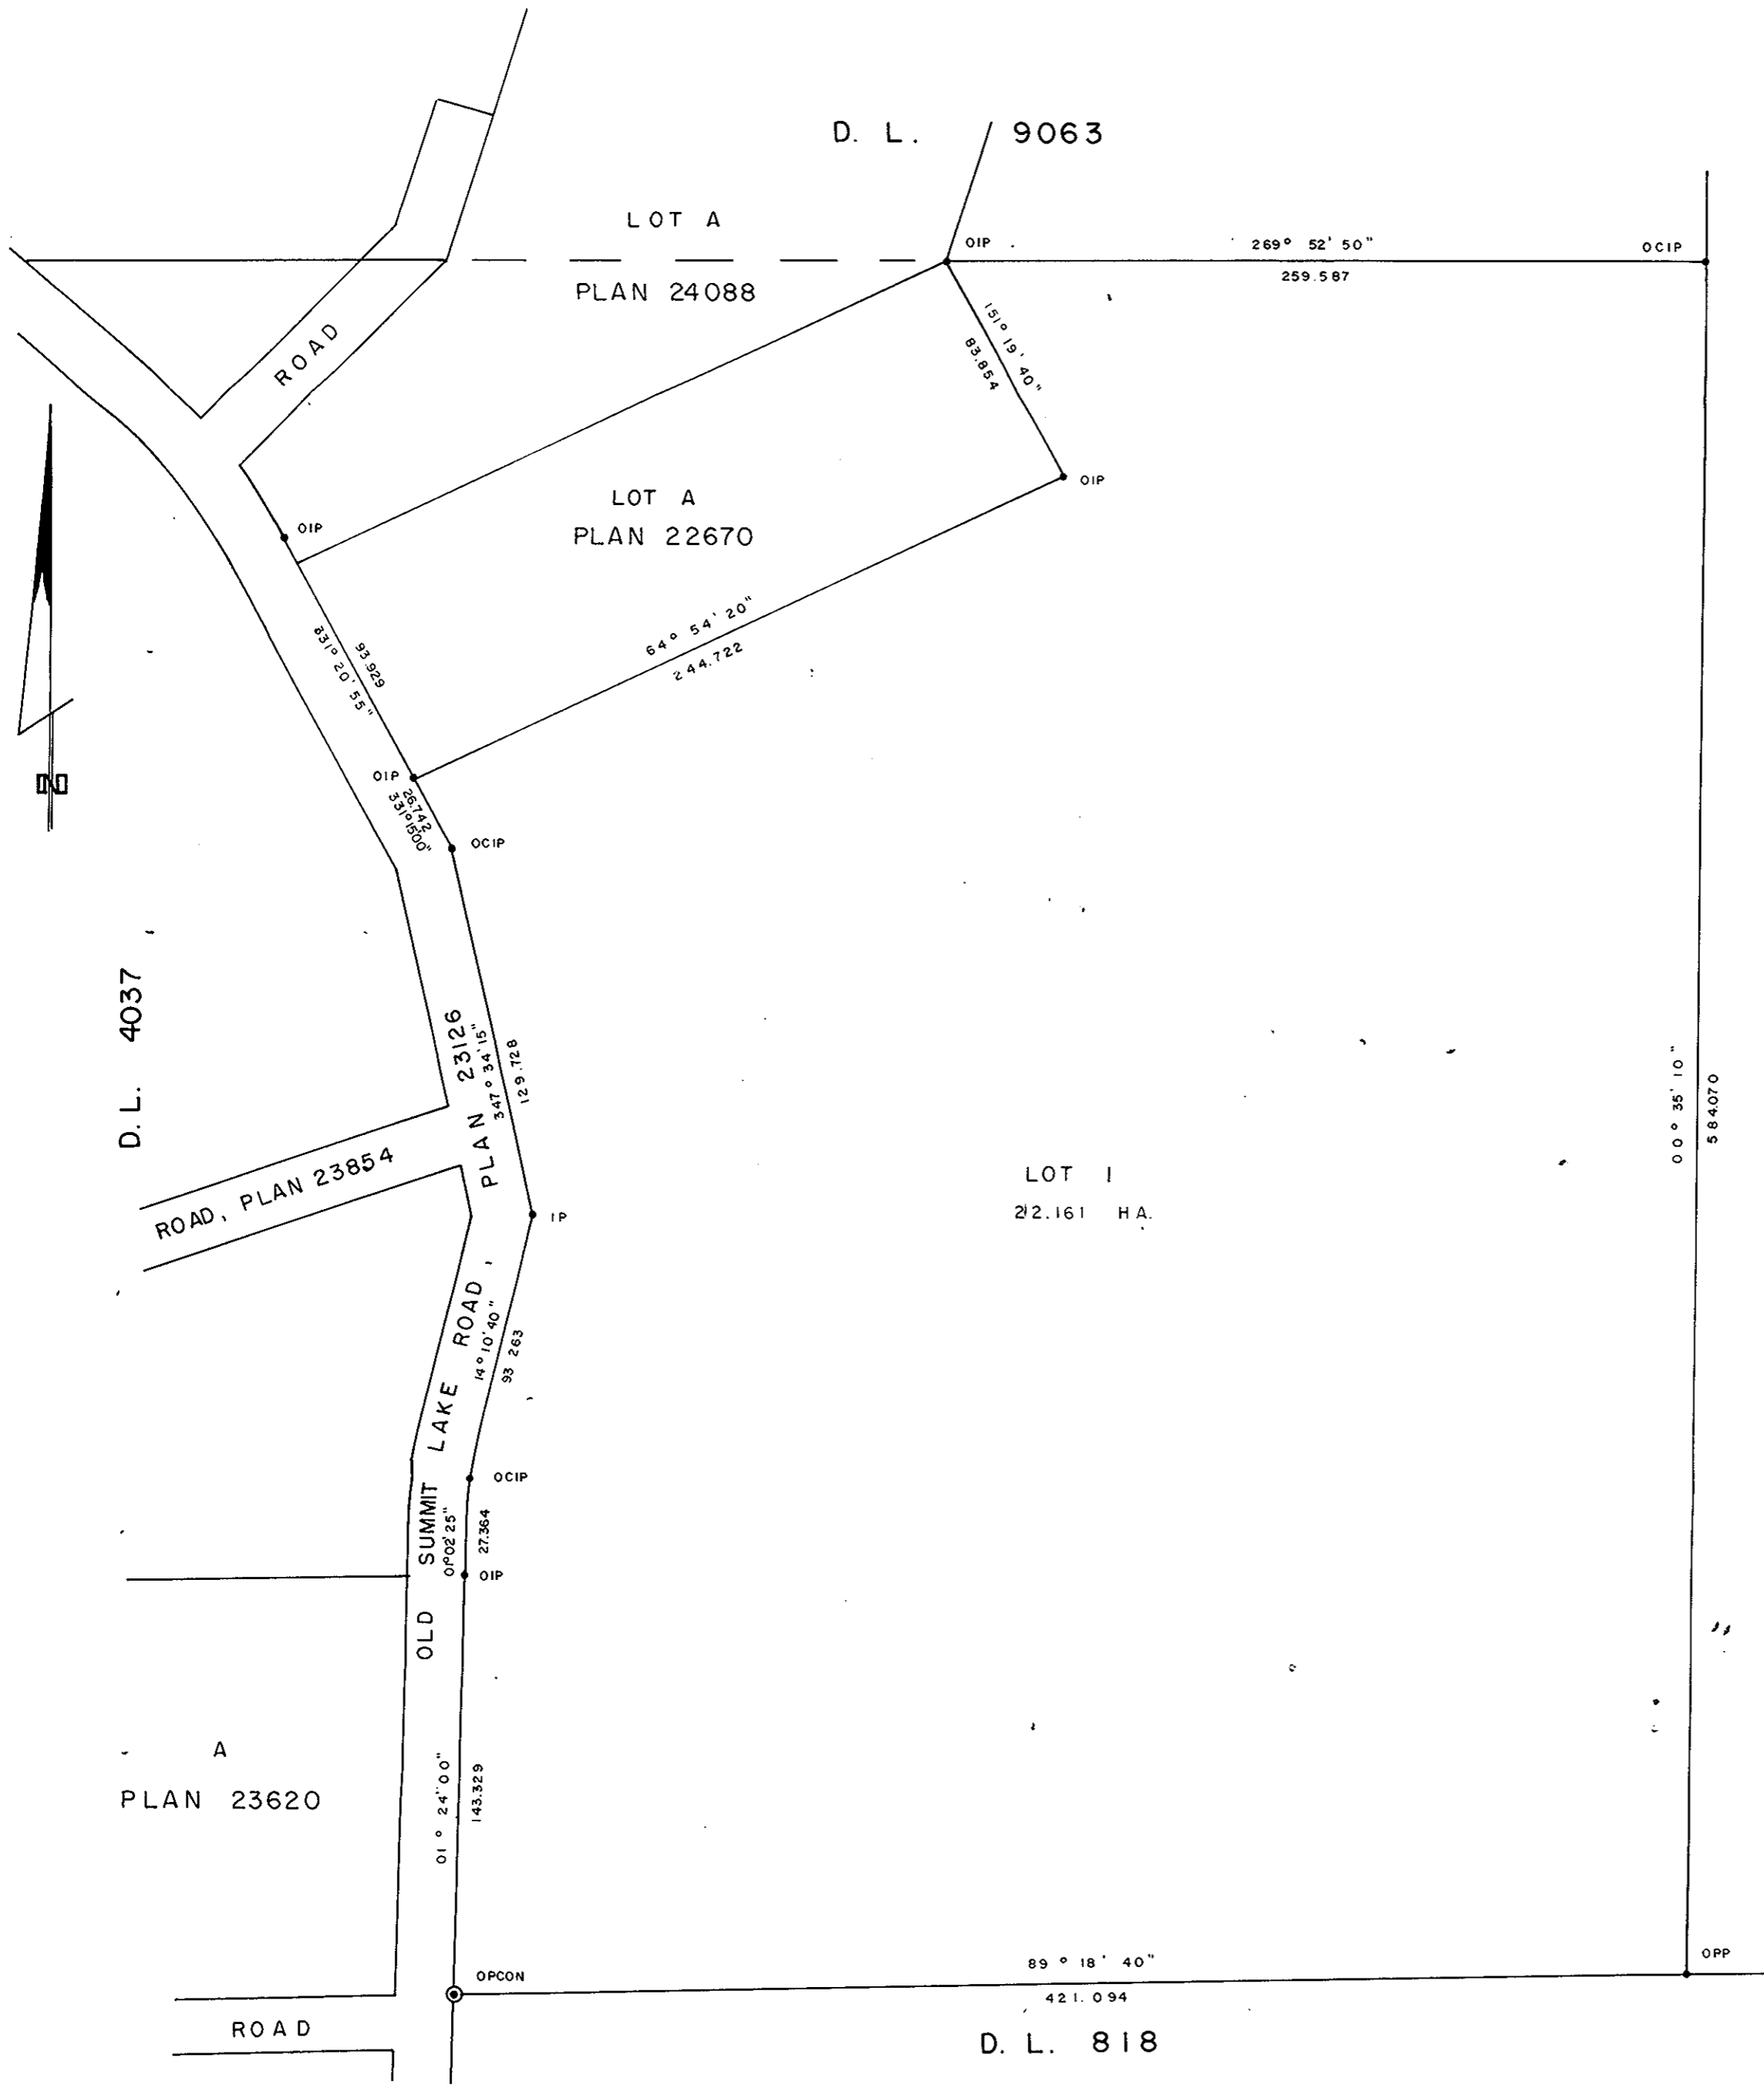 D. L. 9063
LOT A
OIP
269° 52' 50"
OCIP
259.587
PLAN 24088
ROAD
151° 19' 40"
83.854
OIP
LOT A
OIP
PLAN 22670
64° 54' 20"
244.722
93.929
331° 20' 55"
OIP
26.742
331°15'00"
OCIP
N
D. L. 4037
PLAN 23126
347° 34' 15"
129.728
00° 35' 10"
584.070
ROAD, PLAN 23854
LOT 1
IP
OLD SUMMIT LAKE ROAD,
14° 10' 40"
93 263
OCIP
01°02'25"
27.364
OIP
A
PLAN 23620
01° 24' 00"
143.329
OPP
89° 18' 40"
OPCON
421.094
ROAD
D. L. 818